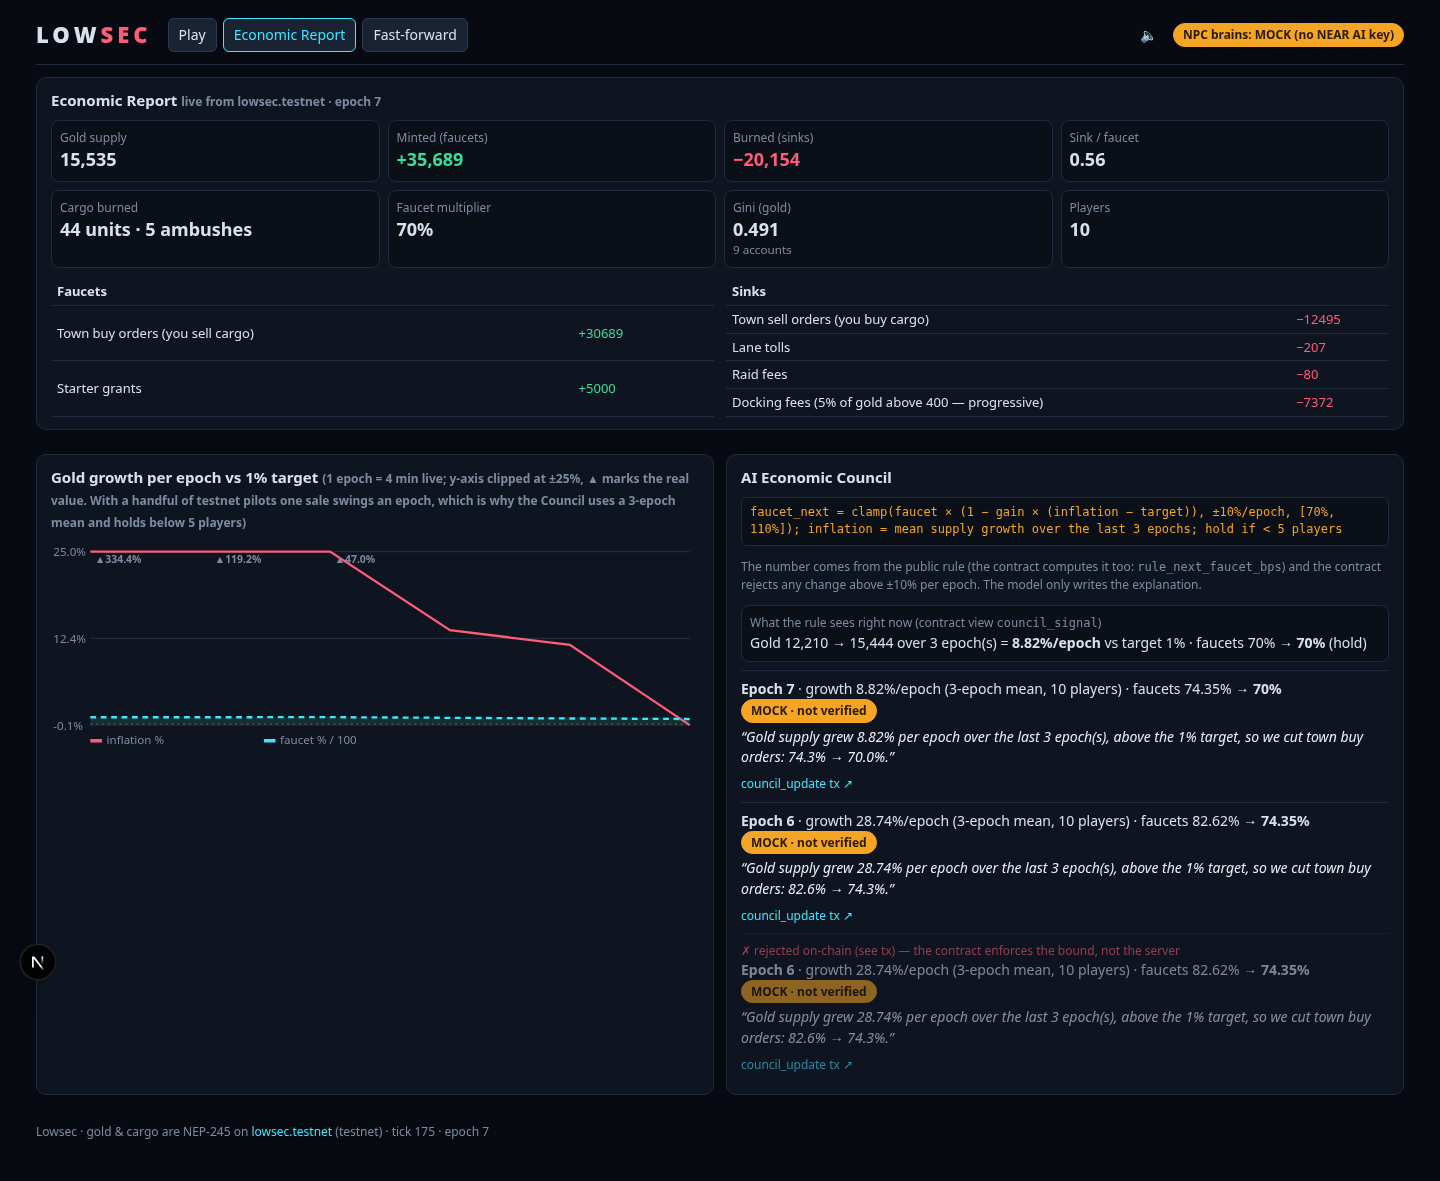 LOWSEC Play Economic Report Fast-forward NPC brains: MOCK (no NEAR AI key)
Economic Report live from lowsec.testnet · epoch 7
Gold supply
15,535
Minted (faucets)
+35,689
Burned (sinks)
−20,154
Sink / faucet
0.56
Cargo burned
44 units · 5 ambushes
Faucet multiplier
70%
Gini (gold)
0.491
9 accounts
Players
10
Faucets
Town buy orders (you sell cargo) +30689
Starter grants +5000
Sinks
Town sell orders (you buy cargo) −12495
Lane tolls −207
Raid fees −80
Docking fees (5% of gold above 400 — progressive) −7372
Gold growth per epoch vs 1% target (1 epoch = 4 min live; y-axis clipped at ±25%, ▲ marks the real
value. With a handful of testnet pilots one sale swings an epoch, which is why the Council uses a 3-epoch
mean and holds below 5 players)
25.0%
▲334.4% ▲119.2% ▲47.0%
12.4%
-0.1%
inflation % faucet % / 100
AI Economic Council
faucet_next = clamp(faucet × (1 − gain × (inflation − target)), ±10%/epoch, [70%,
110%]); inflation = mean supply growth over the last 3 epochs; hold if < 5 players
The number comes from the public rule (the contract computes it too: rule_next_faucet_bps) and the contract
rejects any change above ±10% per epoch. The model only writes the explanation.
What the rule sees right now (contract view council_signal)
Gold 12,210 → 15,444 over 3 epoch(s) = 8.82%/epoch vs target 1% · faucets 70% → 70% (hold)
Epoch 7 · growth 8.82%/epoch (3-epoch mean, 10 players) · faucets 74.35% → 70%
MOCK · not verified
“Gold supply grew 8.82% per epoch over the last 3 epoch(s), above the 1% target, so we cut town buy
orders: 74.3% → 70.0%.”
council_update tx ↗
Epoch 6 · growth 28.74%/epoch (3-epoch mean, 10 players) · faucets 82.62% → 74.35%
MOCK · not verified
“Gold supply grew 28.74% per epoch over the last 3 epoch(s), above the 1% target, so we cut town buy
orders: 82.6% → 74.3%.”
council_update tx ↗
✗ rejected on-chain (see tx) — the contract enforces the bound, not the server
Epoch 6 · growth 28.74%/epoch (3-epoch mean, 10 players) · faucets 82.62% → 74.35%
MOCK · not verified
“Gold supply grew 28.74% per epoch over the last 3 epoch(s), above the 1% target, so we cut town buy
orders: 82.6% → 74.3%.”
council_update tx ↗
N
Lowsec · gold & cargo are NEP-245 on lowsec.testnet (testnet) · tick 175 · epoch 7